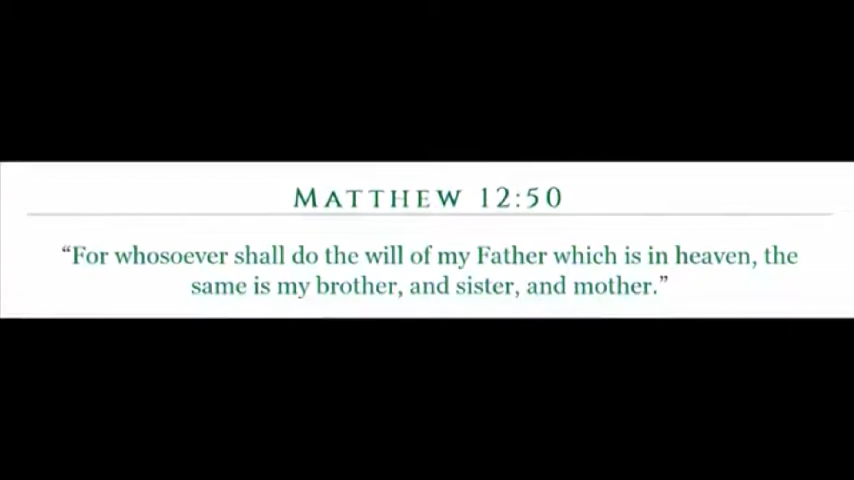 MATTHEW 12:50
“For whosoever shall do the will of my Father which is in heaven, the
same is my brother, and sister, and mother.”